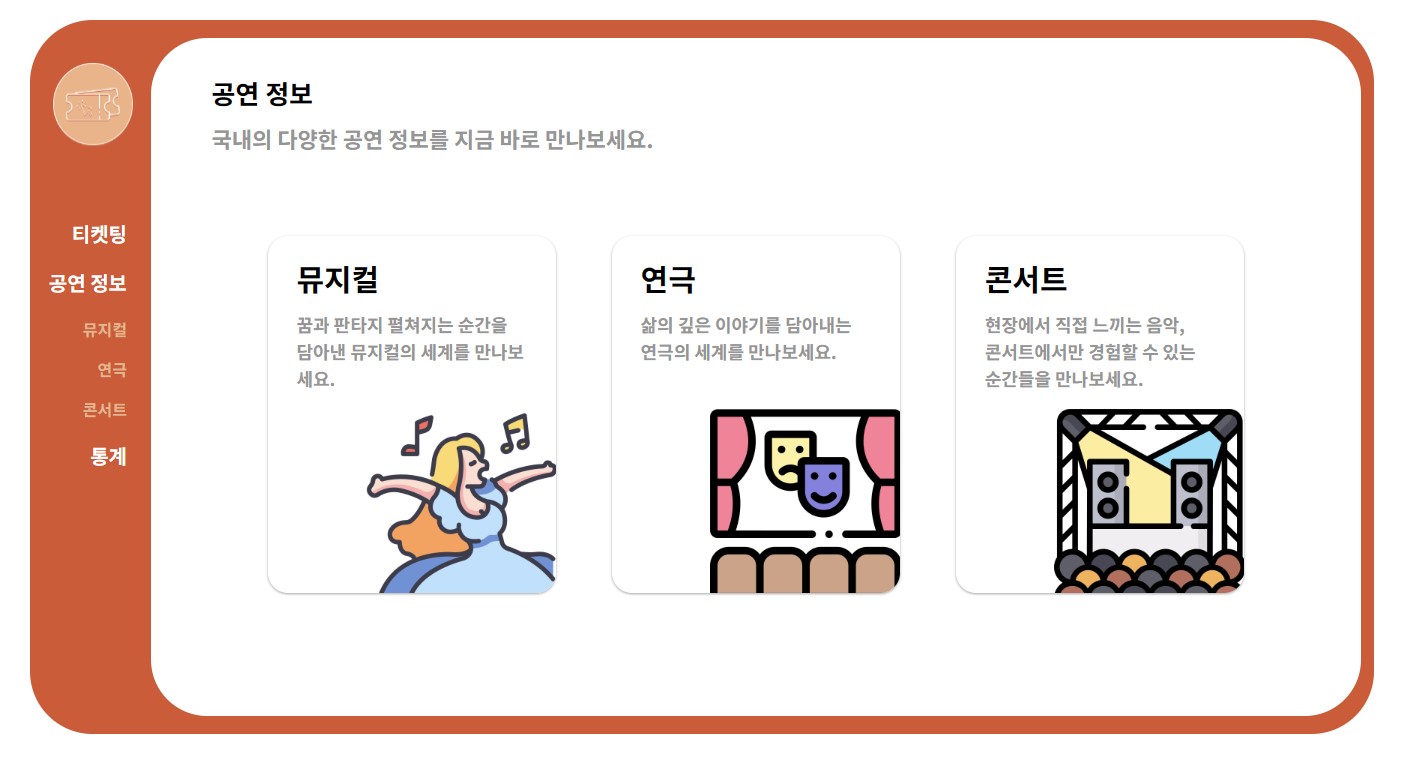 공연 정보
국내의 다양한 공연 정보를 지금 바로 만나보세요.
티켓팅
공연 정보
뮤지컬
연극
콘서트
통계
뮤지컬
꿈과 판타지 펼쳐지는 순간을
담아낸 뮤지컬의 세계를 만나보
세요.
연극
삶의 깊은 이야기를 담아내는
연극의 세계를 만나보세요.
콘서트
현장에서 직접 느끼는 음악,
콘서트에서만 경험할 수 있는
순간들을 만나보세요.